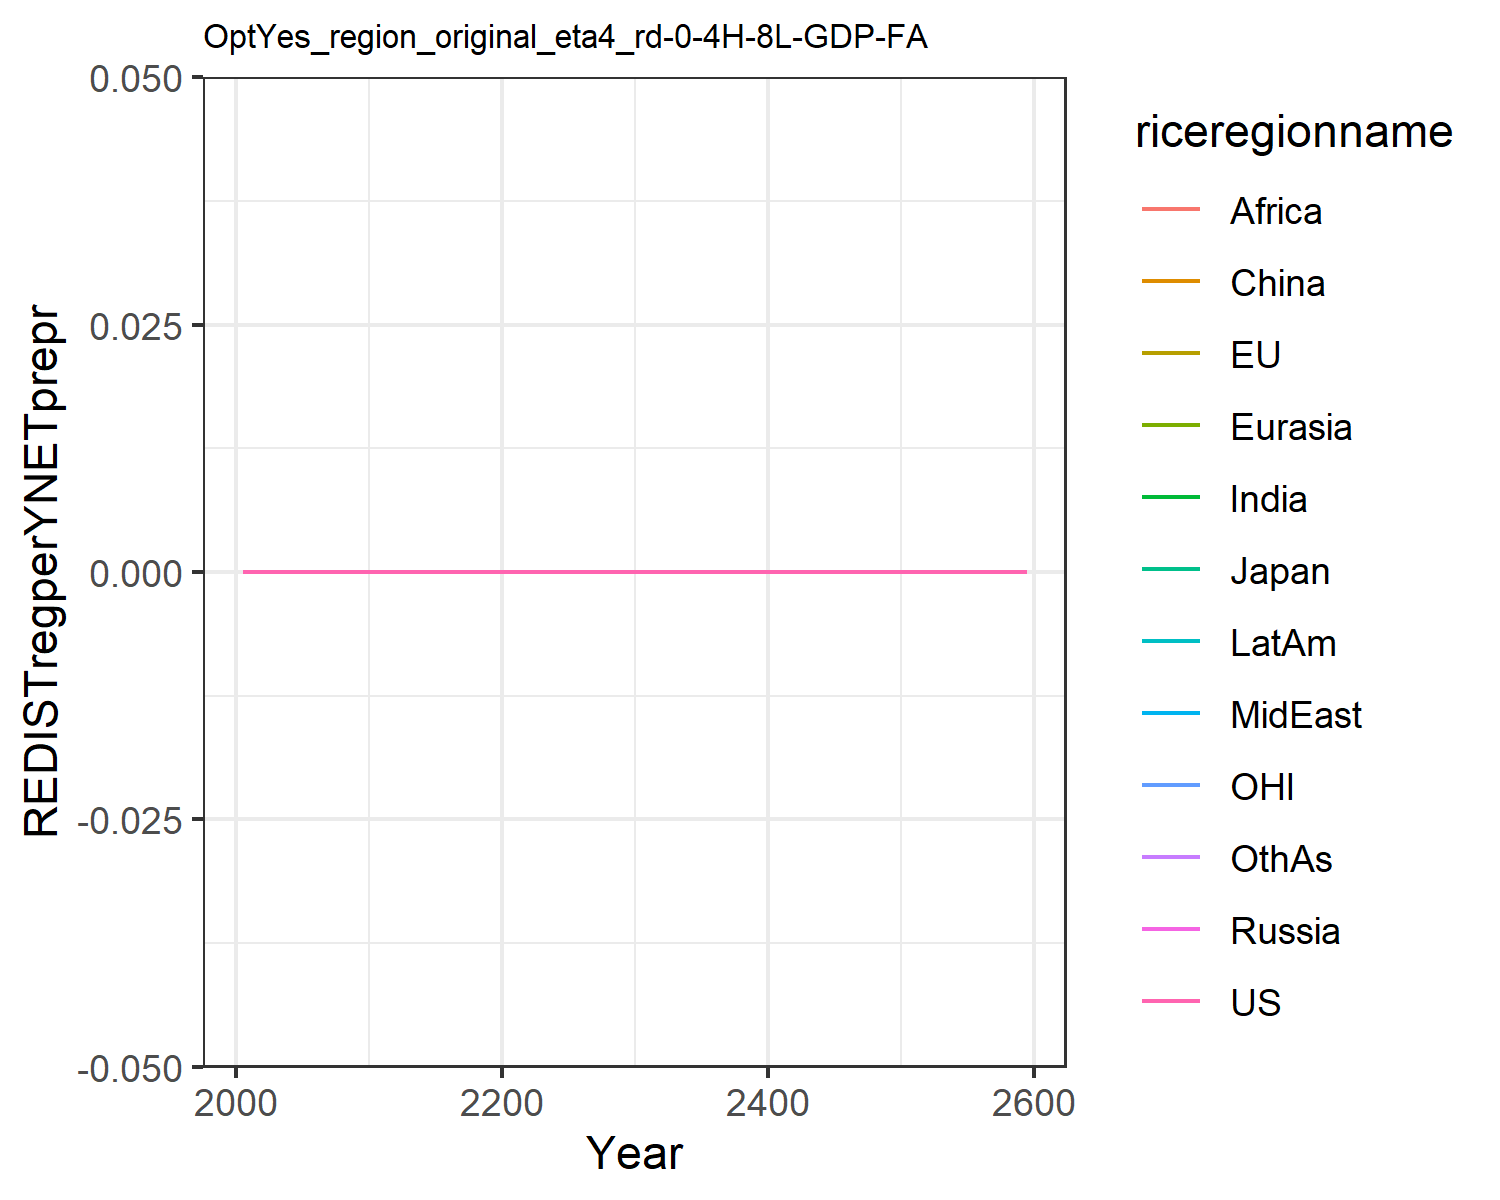 OptYes_region_original_eta4_rd-0-4H-8L-GDP-FA
0.050
0.025
0.000
-0.025
-0.050
REDISTregperYNETprepr
2000 2200 2400 2600
Year
riceregionname
Africa
China
EU
Eurasia
India
Japan
LatAm
MidEast
OHI
OthAs
Russia
US